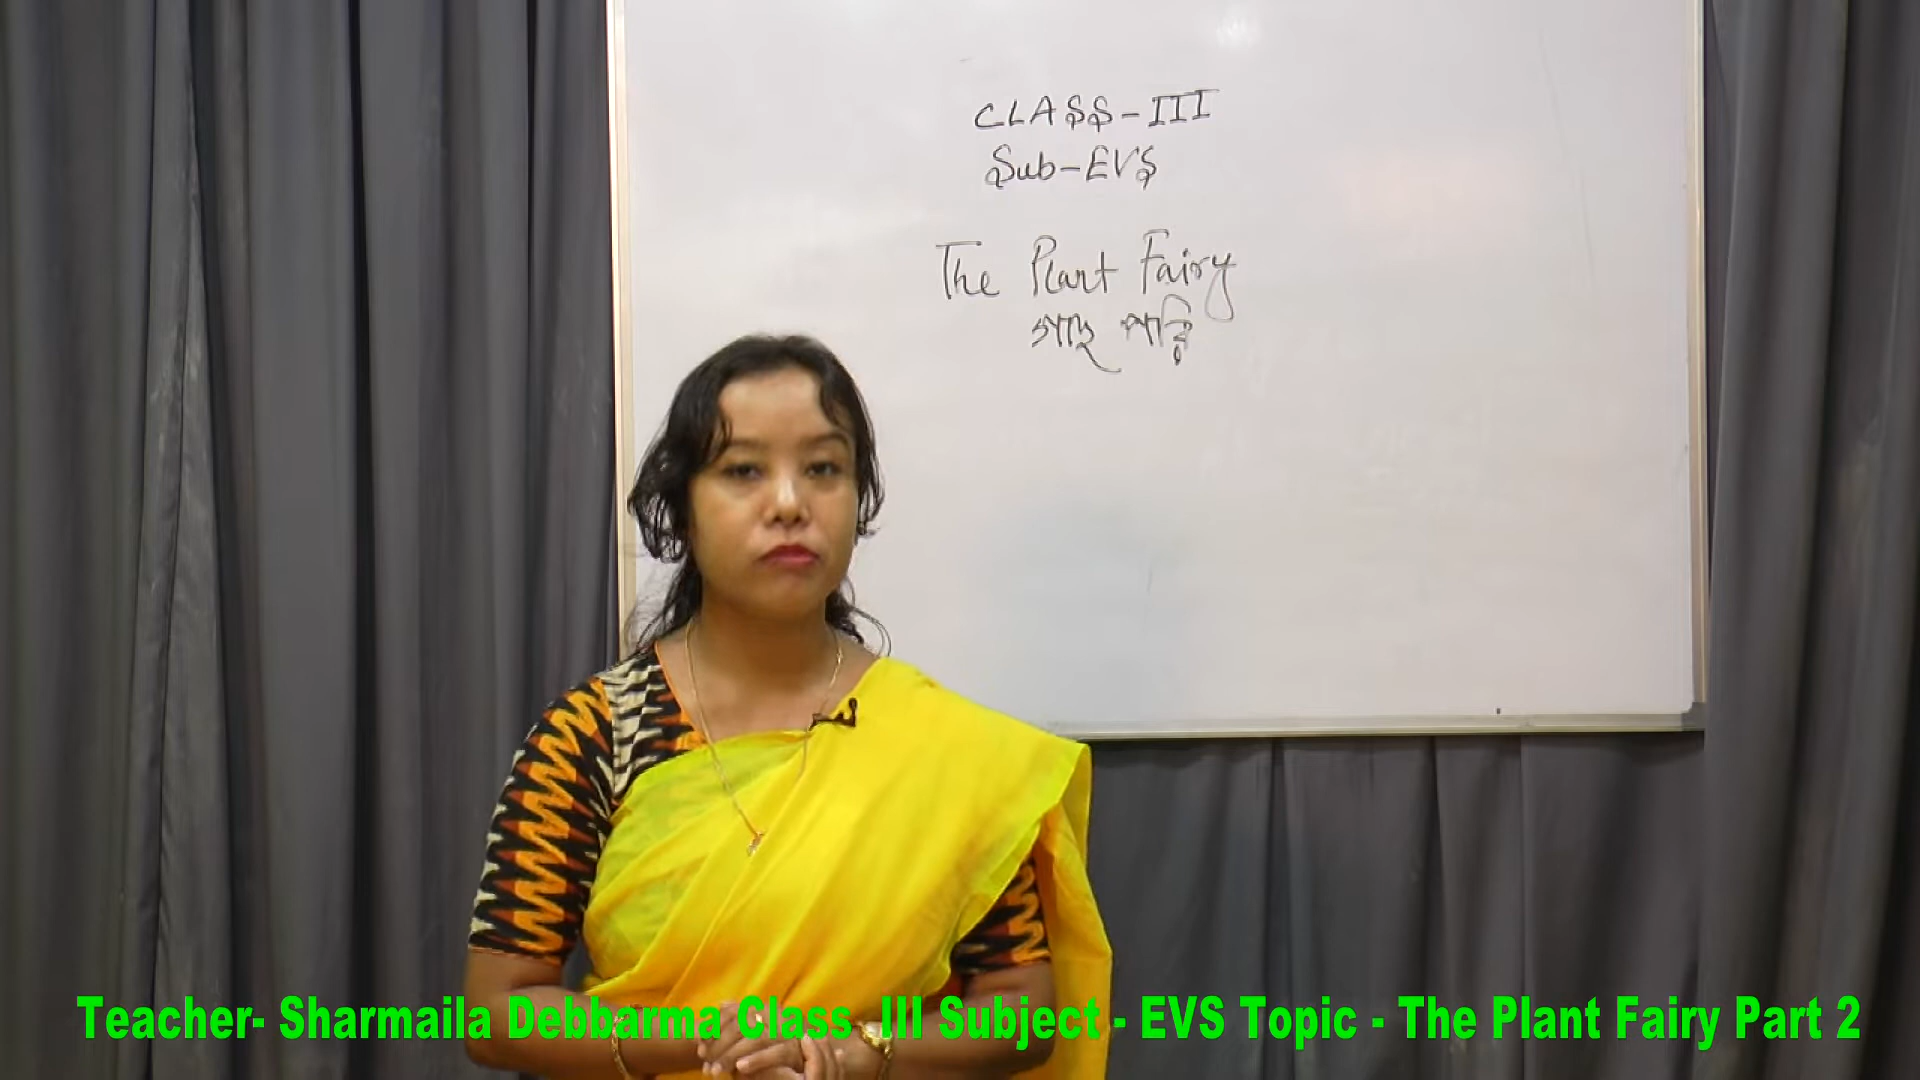 CLASS-III
Sub-EVS
The Plant Fairy
গাছ পরি
Teacher- Sharmaila Debbarma Class III Subject - EVS Topic - The Plant Fairy Part 2